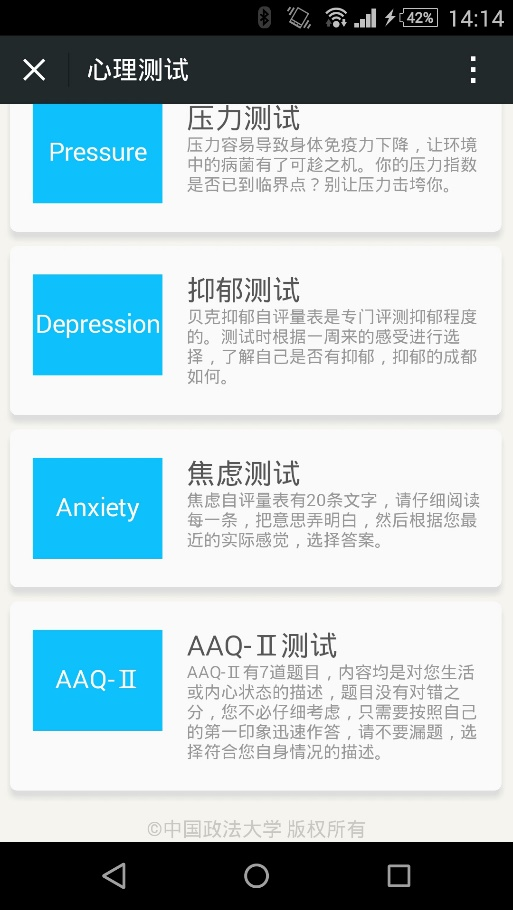 42% 14:14
心理测试
Pressure
压力测试
压力容易导致身体免疫力下降，让环境
中的病菌有了可趁之机。你的压力指数
是否已到临界点？别让压力击垮你。
Depression
抑郁测试
贝克抑郁自评量表是专门评测抑郁程度
的。测试时根据一周来的感受进行选
择，了解自己是否有抑郁，抑郁的成都
如何。
Anxiety
焦虑测试
焦虑自评量表有20条文字，请仔细阅读
每一条，把意思弄明白，然后根据您最
近的实际感觉，选择答案。
AAQ-Ⅱ
AAQ-Ⅱ测试
AAQ-Ⅱ有7道题目，内容均是对您生活
或内心状态的描述，题目没有对错之
分，您不必仔细考虑，只需要按照自己
的第一印象迅速作答，请不要漏题，选
择符合您自身情况的描述。
©中国政法大学 版权所有